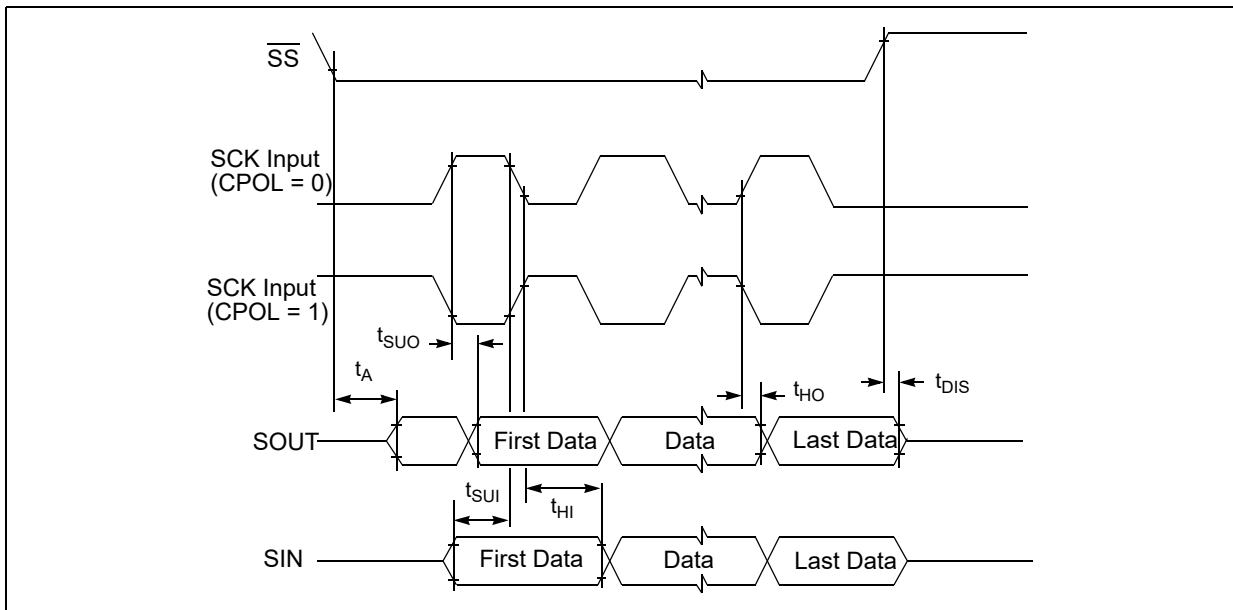 SS
SCK Input
(CPOL = 0)
SCK Input
(CPOL = 1)
tSUO
tA
tHO
tDIS
SOUT
First Data
Data
Last Data
tSUI
tHI
SIN
First Data
Data
Last Data